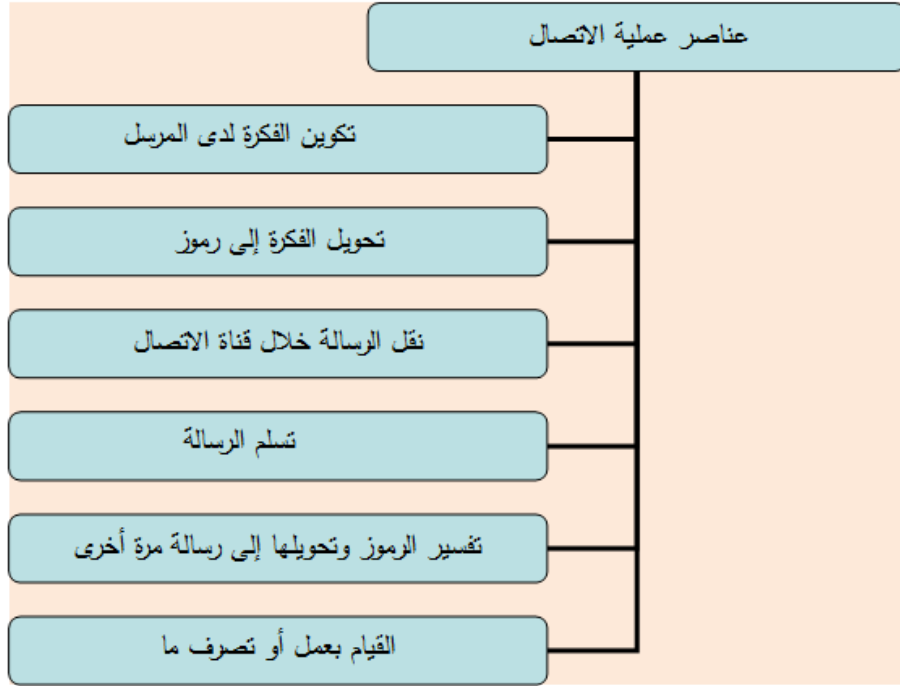 عناصر عملية الاتصال
تكوين الفكرة لدى المرسل
تحويل الفكرة إلى رموز
نقل الرسالة خلال قناة الاتصال
تسلم الرسالة
تفسير الرموز وتحويلها إلى رسالة مرة أخرى
القيام بعمل أو تصرف ما